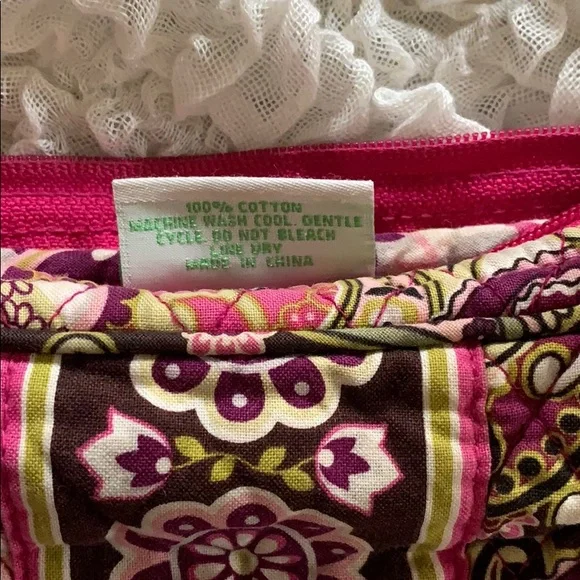 100% COTTON
MACHINE WASH COOL. GENTLE
CYCLE. DO NOT BLEACH
LINE DRY
MADE IN CHINA